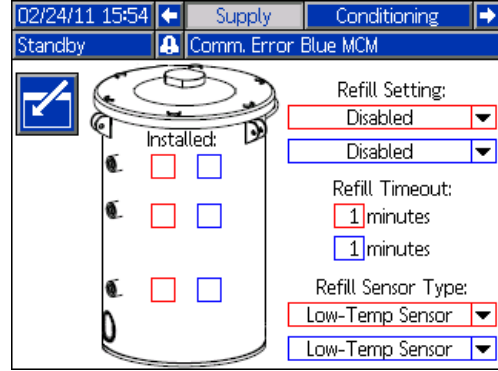 02/24/11 15:54 Supply Conditioning
Standby Comm. Error Blue MCM
Refill Setting:
Disabled
Installed:
Disabled
Refill Timeout:
1 minutes
1 minutes
Refill Sensor Type:
Low-Temp Sensor
Low-Temp Sensor